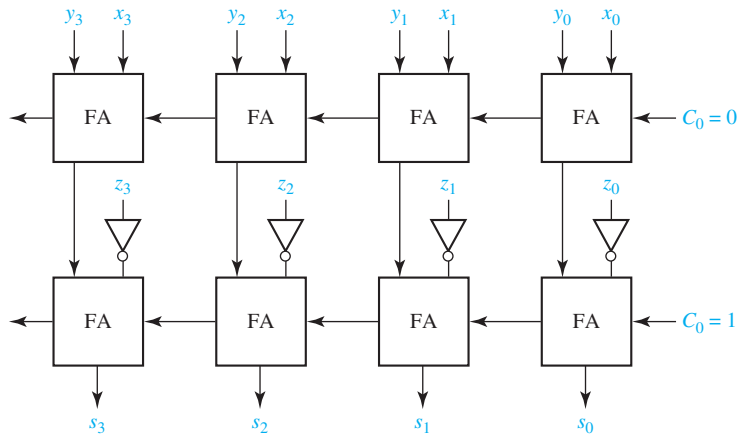 y₃ x₃ y₂ x₂ y₁ x₁ y₀ x₀
FA FA FA FA C₀ = 0
z₃ z₂ z₁ z₀
FA FA FA FA C₀ = 1
s₃ s₂ s₁ s₀